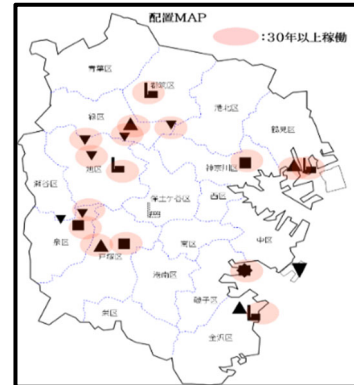 配置MAP
:30年以上稼働
青葉区
都筑区
港北区
緑区
鶴見区
旭区
神奈川区
瀬谷区
保土ケ谷区
西区
中区
泉区
戸塚区
南区
港南区
磯子区
栄区
金沢区